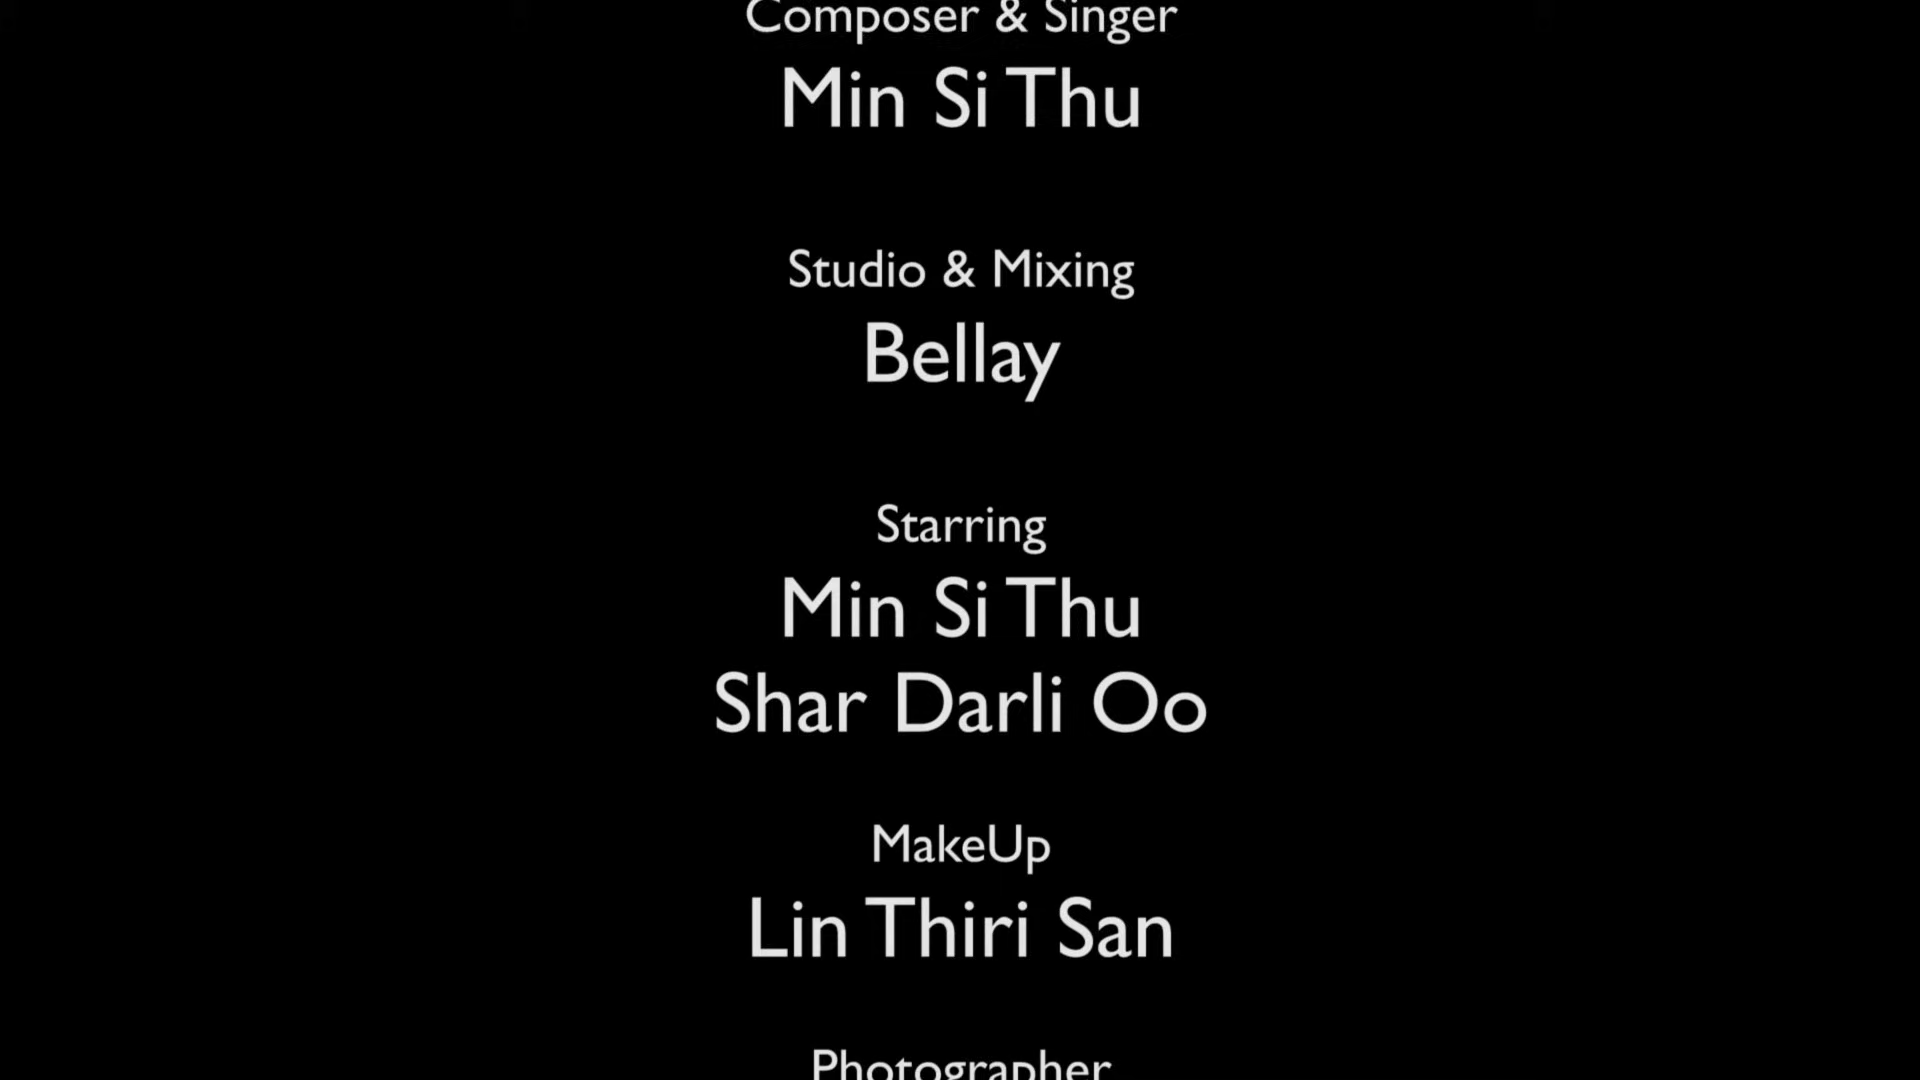 Composer & Singer
Min Si Thu
Studio & Mixing
Bellay
Starring
Min Si Thu
Shar Darli Oo
MakeUp
Lin Thiri San
Photographer